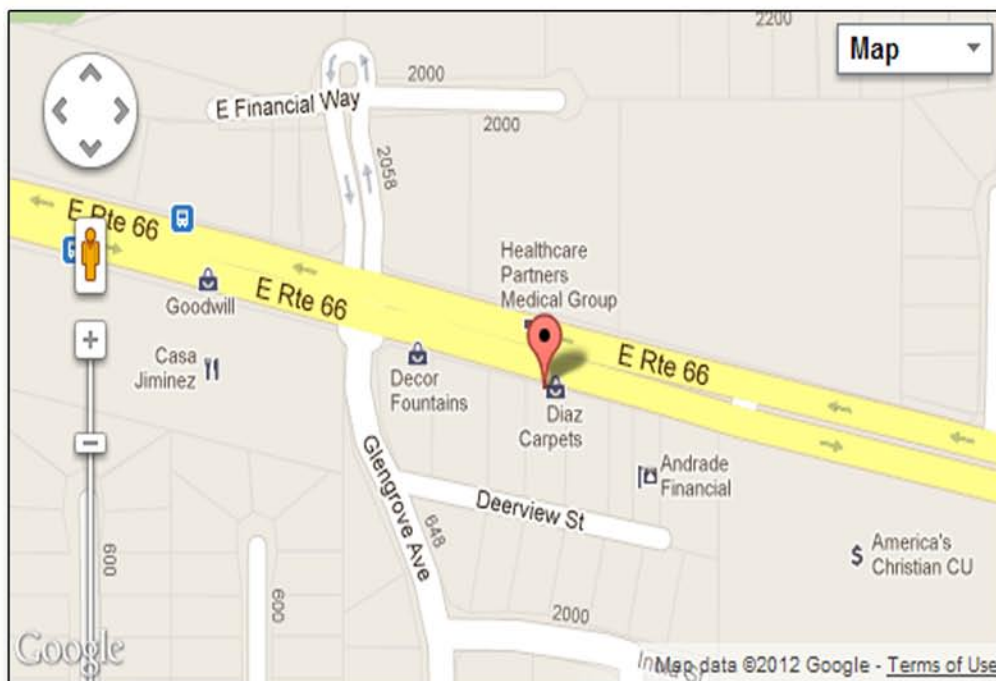 2200
Map
2000
E Financial Way
2000
2058
E Rte 66
Healthcare
Partners
Medical Group
E Rte 66
Goodwill
E Rte 66
Casa
Jiminez
Decor
Fountains
Diaz
Carpets
Andrade
Financial
Glengrove Ave
Deerview St
648
America's
Christian CU
600
600
2000
Google
Map data ©2012 Google - Terms of Use